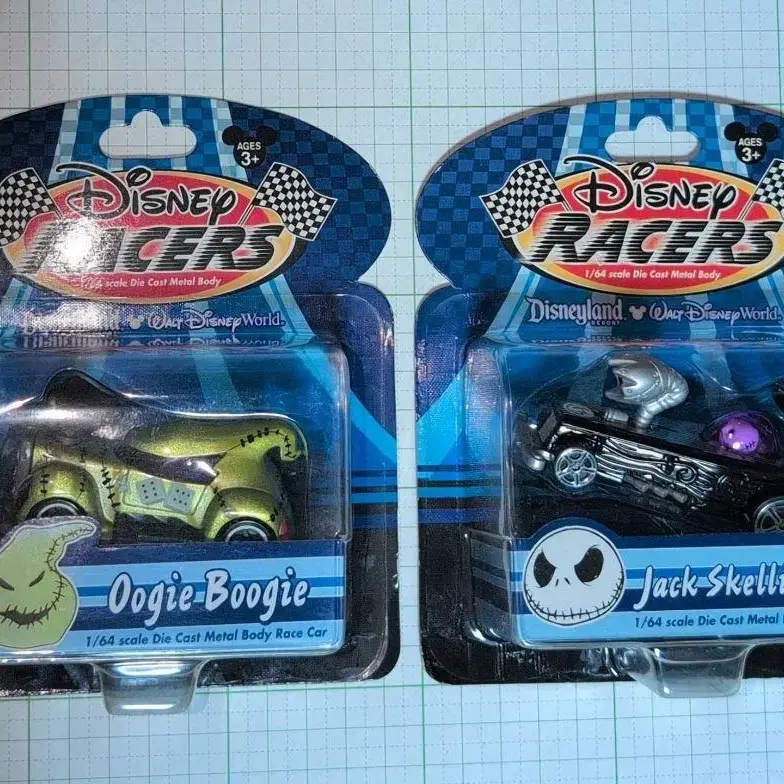 AGES
3+
Disney
RACERS
1/64 scale Die Cast Metal Body
Walt Disney World.
Oogie Boogie
1/64 scale Die Cast Metal Body Race Car
AGES
3+
Disney
RACERS
1/64 scale Die Cast Metal Body
Disneyland Walt Disney World.
RESORT
Jack Skelli
1/64 scale Die Cast Metal